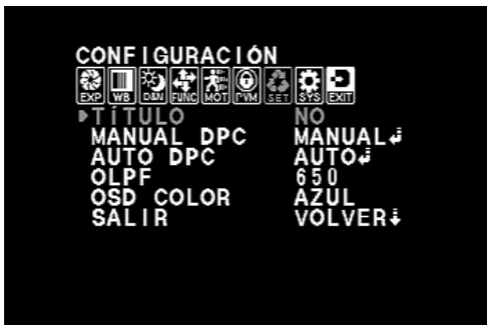 CONFIGURACIÓN
EXP WB D&N FUNC MOT PVM SET SYS EXIT
TÍTULO NO
MANUAL DPC MANUAL
AUTO DPC AUTO
OLPF 650
OSD COLOR AZUL
SALIR VOLVER